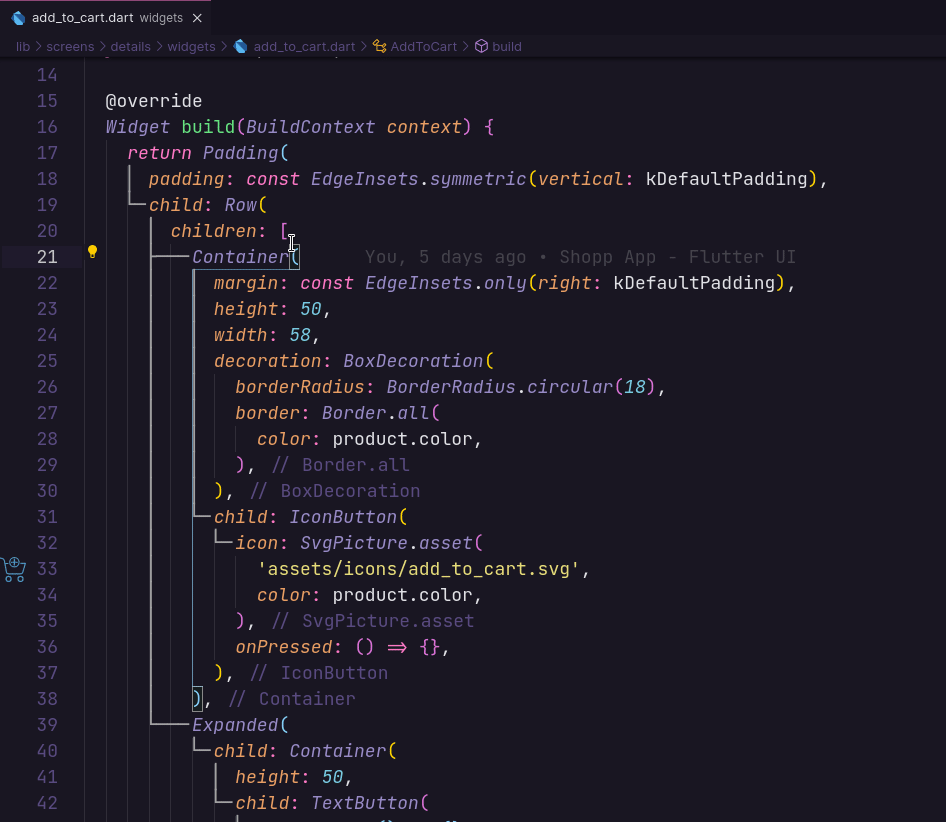 add_to_cart.dart widgets ×
lib > screens > details > widgets > add_to_cart.dart > AddToCart > build
14
15 @override
16 Widget build(BuildContext context) {
17 return Padding(
18 padding: const EdgeInsets.symmetric(vertical: kDefaultPadding),
19 child: Row(
20 children: [
21 Container( You, 5 days ago • Shopp App - Flutter UI
22 margin: const EdgeInsets.only(right: kDefaultPadding),
23 height: 50,
24 width: 58,
25 decoration: BoxDecoration(
26 borderRadius: BorderRadius.circular(18),
27 border: Border.all(
28 color: product.color,
29 ), // Border.all
30 ), // BoxDecoration
31 child: IconButton(
32 icon: SvgPicture.asset(
33 'assets/icons/add_to_cart.svg',
34 color: product.color,
35 ), // SvgPicture.asset
36 onPressed: () => {},
37 ), // IconButton
38 ), // Container
39 Expanded(
40 child: Container(
41 height: 50,
42 child: TextButton(